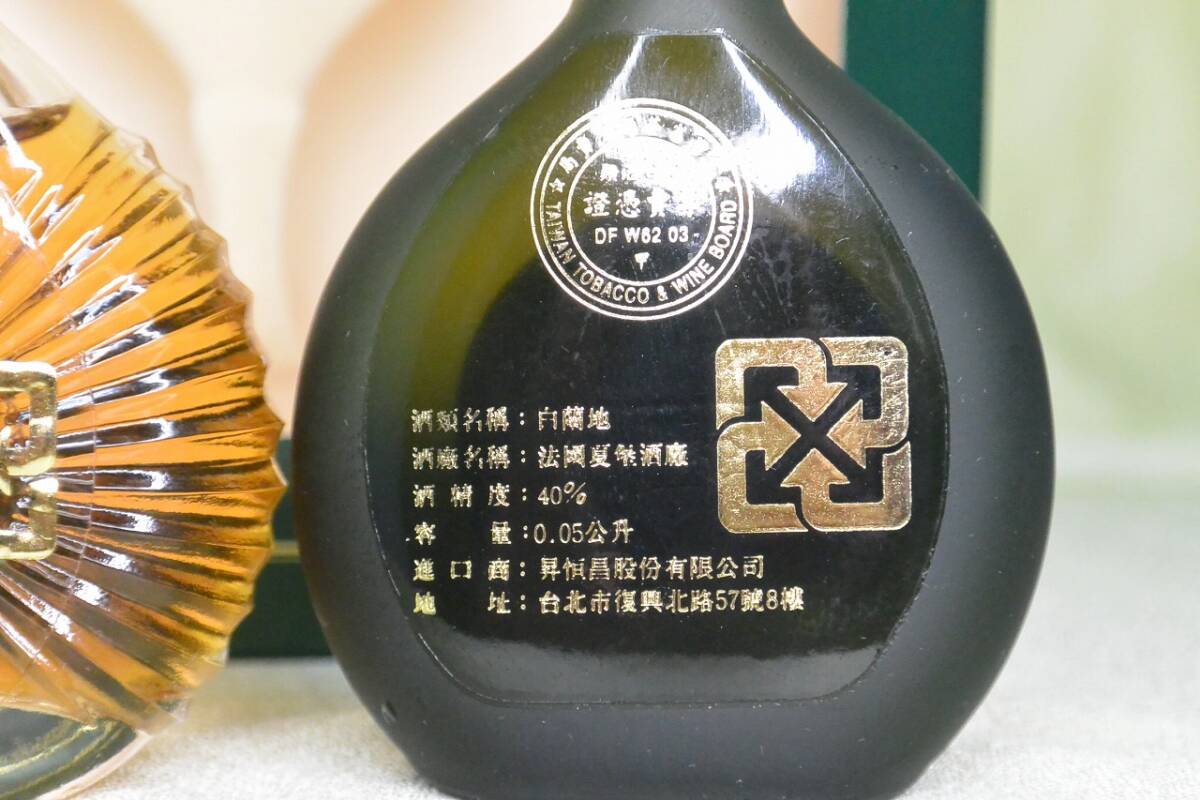 證憑
DF W62 03
TAIWAN TOBACCO & WINE BOARD
酒類名稱：白蘭地
酒廠名稱：法國夏堡酒廠
酒精度：40%
容量：0.05公升
進口商：昇恒昌股份有限公司
地址：台北市復興北路57號8樓